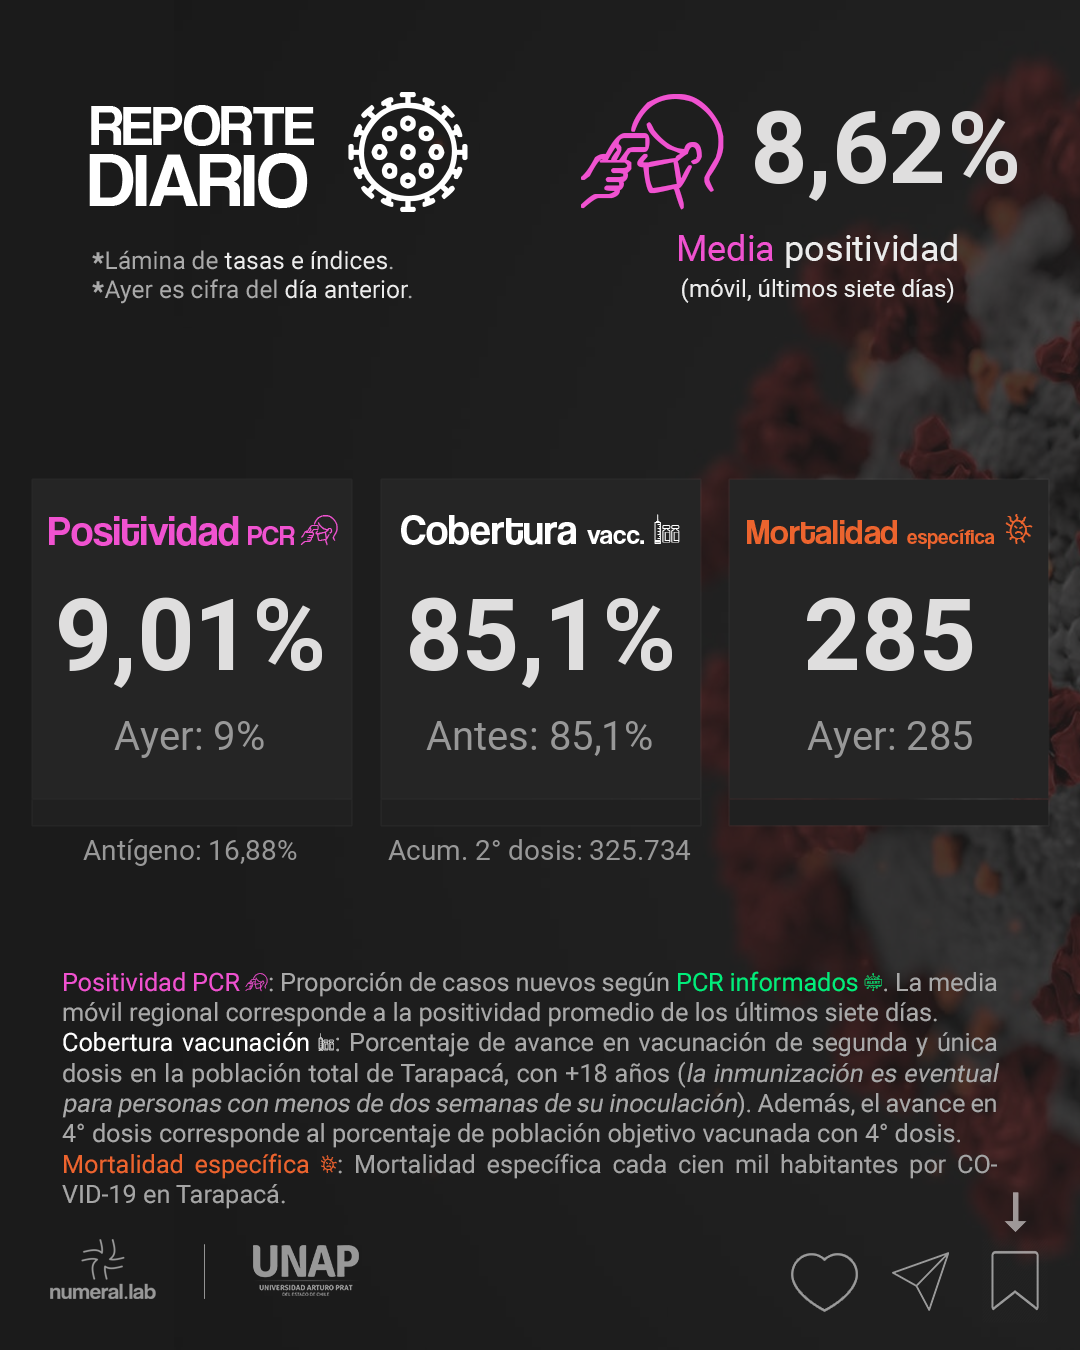 REPORTE
DIARIO
*Lámina de tasas e índices.
*Ayer es cifra del día anterior.
8,62%
Media positividad
(móvil, últimos siete días)
Positividad PCR
9,01%
Ayer: 9%
Antígeno: 16,88%
Cobertura vacc.
85,1%
Antes: 85,1%
Acum. 2° dosis: 325.734
Mortalidad específica
285
Ayer: 285
Positividad PCR : Proporción de casos nuevos según PCR informados . La media
móvil regional corresponde a la positividad promedio de los últimos siete días.
Cobertura vacunación : Porcentaje de avance en vacunación de segunda y única
dosis en la población total de Tarapacá, con +18 años (la inmunización es eventual
para personas con menos de dos semanas de su inoculación). Además, el avance en
4° dosis corresponde al porcentaje de población objetivo vacunada con 4° dosis.
Mortalidad específica : Mortalidad específica cada cien mil habitantes por CO-
VID-19 en Tarapacá.
numeral.lab
UNAP
UNIVERSIDAD ARTURO PRAT
DEL ESTADO DE CHILE